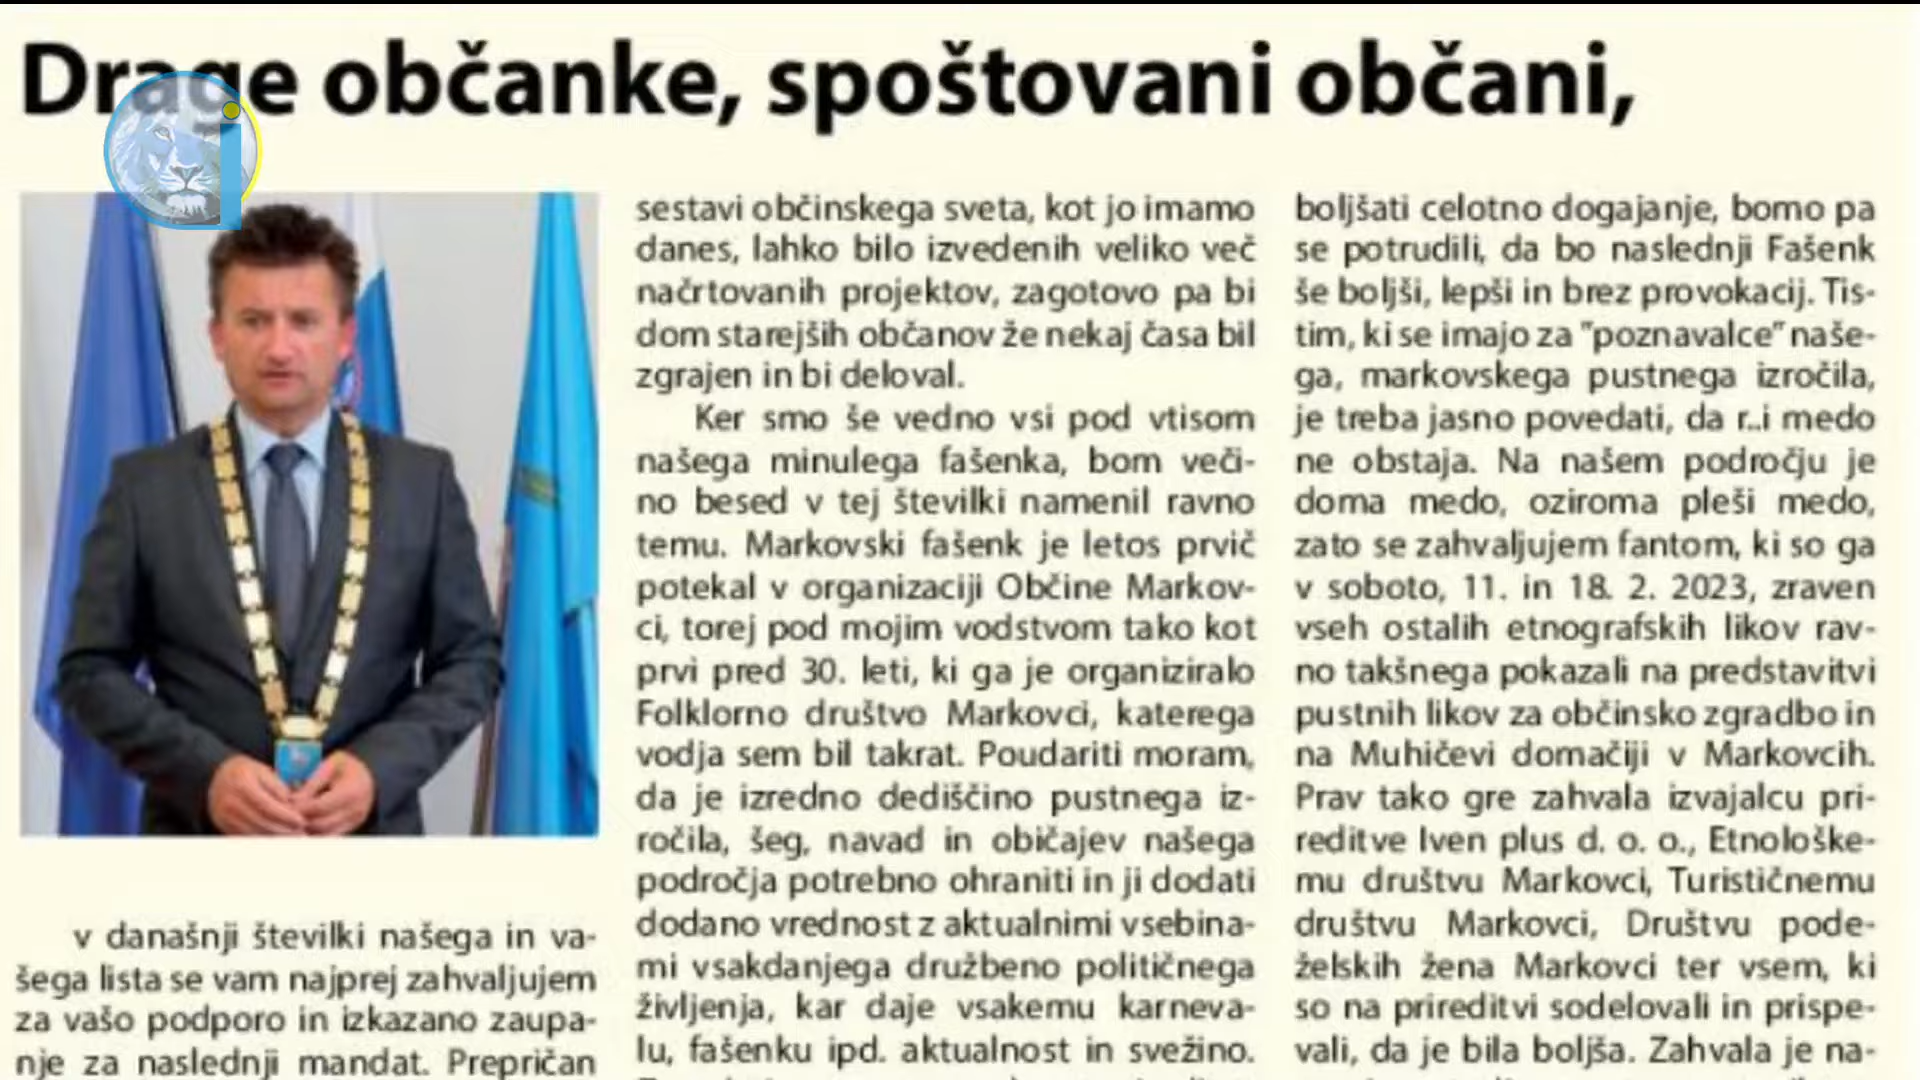 Drage občanke, spoštovani občani,
v današnji številki našega in va-
šega lista se vam najprej zahvaljujem
za vašo podporo in izkazano zaupa-
nje za naslednji mandat. Prepričan
sestavi občinskega sveta, kot jo imamo
danes, lahko bilo izvedenih veliko več
načrtovanih projektov, zagotovo pa bi
dom starejših občanov že nekaj časa bil
zgrajen in bi deloval.
Ker smo še vedno vsi pod vtisom
našega minulega fašenka, bom veči-
no besed v tej številki namenil ravno
temu. Markovski fašenk je letos prvič
potekal v organizaciji Občine Markov-
ci, torej pod mojim vodstvom tako kot
prvi pred 30. leti, ki ga je organiziralo
Folklorno društvo Markovci, katerega
vodja sem bil takrat. Poudariti moram,
da je izredno dediščino pustnega iz-
ročila, šeg, navad in običajev našega
področja potrebno ohraniti in ji dodati
dodano vrednost z aktualnimi vsebina-
mi vsakdanjega družbeno političnega
življenja, kar daje vsakemu karneva-
lu, fašenku ipd. aktualnost in svežino.
boljšati celotno dogajanje, bomo pa
se potrudili, da bo naslednji Fašenk
še boljši, lepši in brez provokacij. Tis-
tim, ki se imajo za "poznavalce" naše-
ga, markovskega pustnega izročila,
je treba jasno povedati, da r..i medo
ne obstaja. Na našem področju je
doma medo, oziroma pleši medo,
zato se zahvaljujem fantom, ki so ga
v soboto, 11. in 18. 2. 2023, zraven
vseh ostalih etnografskih likov rav-
no takšnega pokazali na predstavitvi
pustnih likov za občinsko zgradbo in
na Muhičevi domačiji v Markovcih.
Prav tako gre zahvala izvajalcu pri-
reditve Iven plus d. o. o., Etnološke-
mu društvu Markovci, Turističnemu
društvu Markovci, Društvu pode-
želskih žena Markovci ter vsem, ki
so na prireditvi sodelovali in prispe-
vali, da je bila boljša. Zahvala je na-